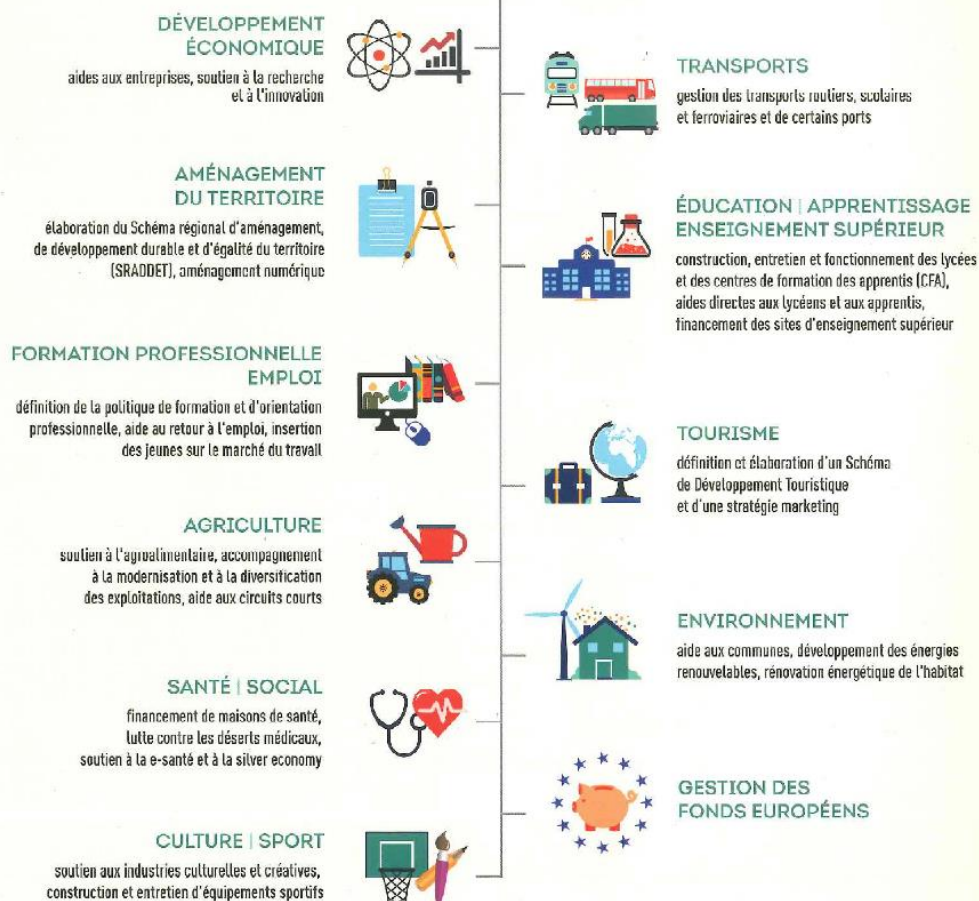 DÉVELOPPEMENT
ÉCONOMIQUE
aides aux entreprises, soutien à la recherche
et à l'innovation
TRANSPORTS
gestion des transports routiers, scolaires
et ferroviaires et de certains ports
AMÉNAGEMENT
DU TERRITOIRE
élaboration du Schéma régional d'aménagement,
de développement durable et d'égalité du territoire
(SRADDET), aménagement numérique
ÉDUCATION | APPRENTISSAGE
ENSEIGNEMENT SUPÉRIEUR
construction, entretien et fonctionnement des lycées
et des centres de formation des apprentis (CFA),
aides directes aux lycéens et aux apprentis,
financement des sites d'enseignement supérieur
FORMATION PROFESSIONNELLE
EMPLOI
définition de la politique de formation et d'orientation
professionnelle, aide au retour à l'emploi, insertion
des jeunes sur le marché du travail
TOURISME
définition et élaboration d'un Schéma
de Développement Touristique
et d'une stratégie marketing
AGRICULTURE
soutien à l'agroalimentaire, accompagnement
à la modernisation et à la diversification
des exploitations, aide aux circuits courts
ENVIRONNEMENT
aide aux communes, développement des énergies
renouvelables, rénovation énergétique de l'habitat
SANTÉ | SOCIAL
financement de maisons de santé,
lutte contre les déserts médicaux,
soutien à la e-santé et à la silver economy
GESTION DES
FONDS EUROPÉENS
CULTURE | SPORT
soutien aux industries culturelles et créatives,
construction et entretien d'équipements sportifs